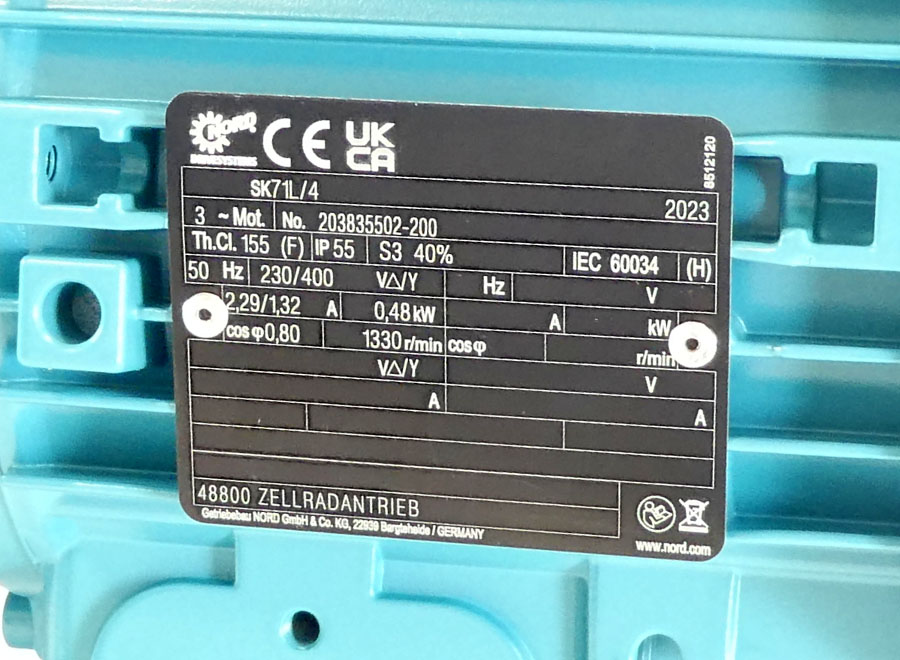 NORD
DRIVESYSTEMS
CE
UK
CA
8512120
SK71L/4
2023
3 ~ Mot. No. 203835502-200
Th.Cl. 155 (F) IP 55 S3 40% IEC 60034 (H)
50 Hz 230/400 V△/Y Hz V
2,29/1,32 A 0,48 kW A kW
cos φ 0,80 1330 r/min cos φ r/min
V△/Y V
A A
48800 ZELLRADANTRIEB
Getriebebau NORD GmbH & Co. KG, 22939 Bargteheide / GERMANY
www.nord.com